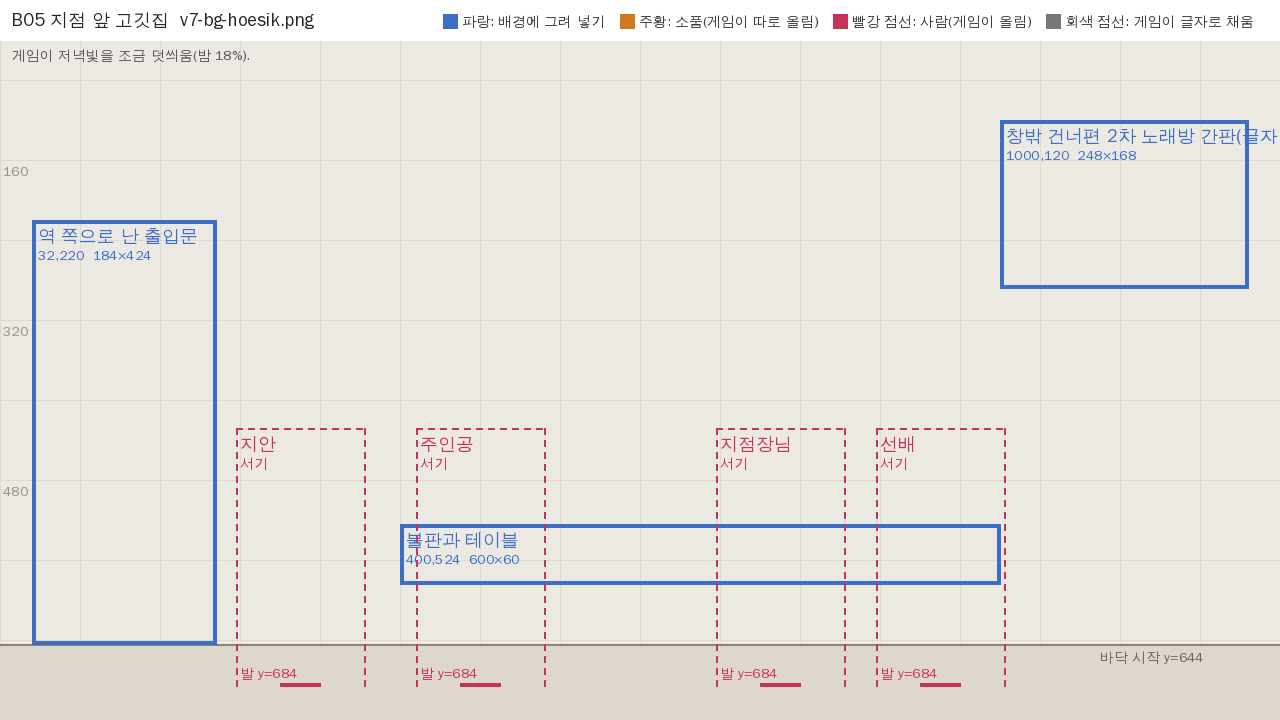 B05 지점 앞 고깃집 v7-bg-hoesik.png
파랑: 배경에 그려 넣기
주황: 소품(게임이 따로 올림)
빨강 점선: 사람(게임이 올림)
회색 점선: 게임이 글자로 채움
게임이 저녁빛을 조금 덧씌움(밤 18%).
창밖 건너편 2차 노래방 간판(글자
1000,120 248×168
160
역 쪽으로 난 출입문
32,220 184×424
320
지안
서기
주인공
서기
지점장님
서기
선배
서기
480
불판과 테이블
400,524 600×60
바닥 시작 y=644
발 y=684
발 y=684
발 y=684
발 y=684